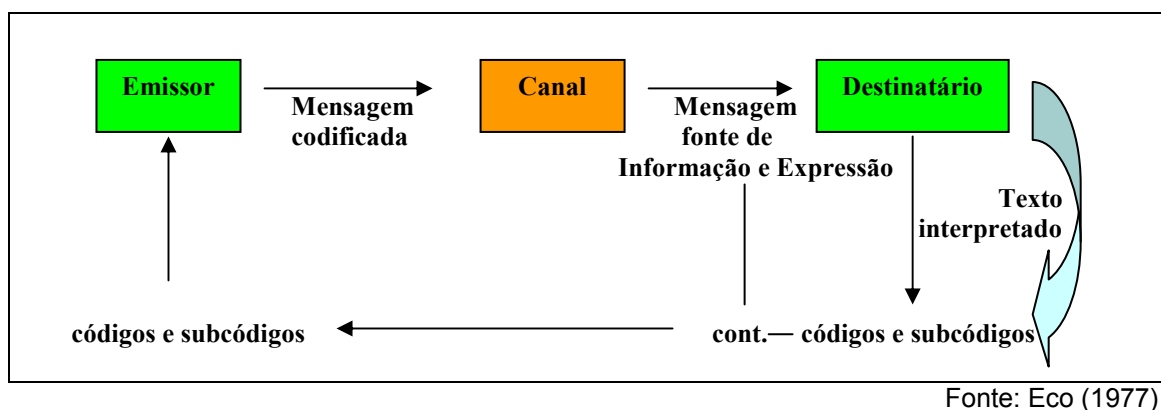 Emissor
Mensagem
codificada
Canal
Mensagem
fonte de
Informação e Expressão
Destinatário
Texto
interpretado
códigos e subcódigos
cont.— códigos e subcódigos
Fonte: Eco (1977)